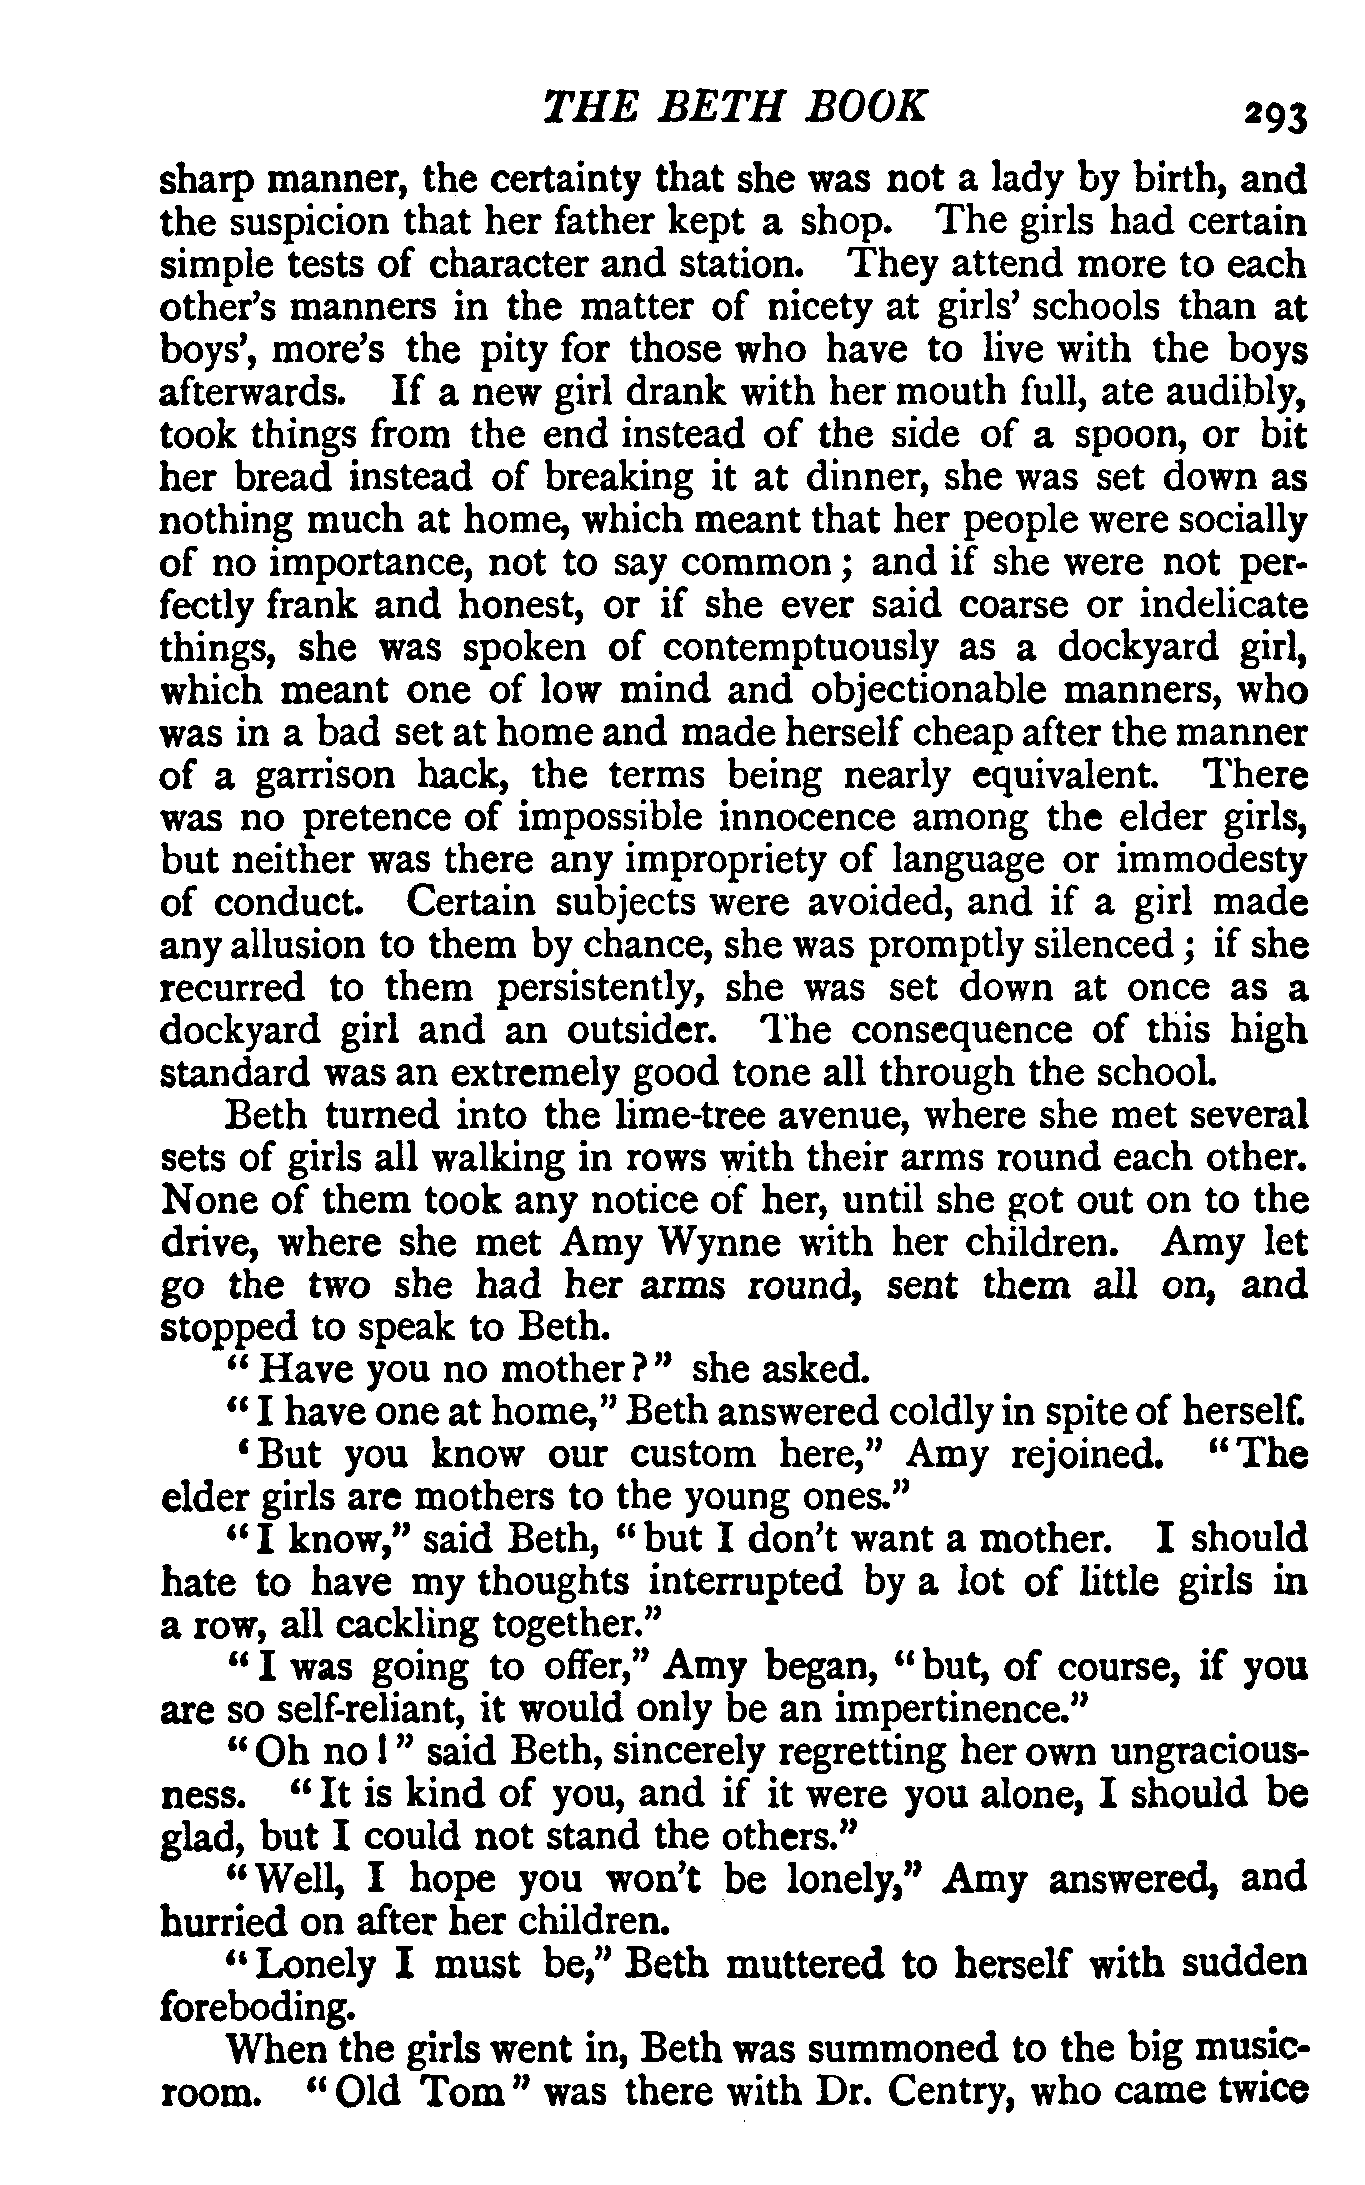 THE BETH BOOK 293
sharp manner, the certainty that she was not a lady by birth, and
the suspicion that her father kept a shop. The girls had certain
simple tests of character and station. They attend more to each
other's manners in the matter of nicety at girls' schools than at
boys', more's the pity for those who have to live with the boys
afterwards. If a new girl drank with her mouth full, ate audibly,
took things from the end instead of the side of a spoon, or bit
her bread instead of breaking it at dinner, she was set down as
nothing much at home, which meant that her people were socially
of no importance, not to say common; and if she were not per-
fectly frank and honest, or if she ever said coarse or indelicate
things, she was spoken of contemptuously as a dockyard girl,
which meant one of low mind and objectionable manners, who
was in a bad set at home and made herself cheap after the manner
of a garrison hack, the terms being nearly equivalent. There
was no pretence of impossible innocence among the elder girls,
but neither was there any impropriety of language or immodesty
of conduct. Certain subjects were avoided, and if a girl made
any allusion to them by chance, she was promptly silenced; if she
recurred to them persistently, she was set down at once as a
dockyard girl and an outsider. The consequence of this high
standard was an extremely good tone all through the school.
Beth turned into the lime-tree avenue, where she met several
sets of girls all walking in rows with their arms round each other.
None of them took any notice of her, until she got out on to the
drive, where she met Amy Wynne with her children. Amy let
go the two she had her arms round, sent them all on, and
stopped to speak to Beth.
"Have you no mother?" she asked.
"I have one at home," Beth answered coldly in spite of herself.
'But you know our custom here," Amy rejoined. "The
elder girls are mothers to the young ones."
"I know," said Beth, "but I don't want a mother. I should
hate to have my thoughts interrupted by a lot of little girls in
a row, all cackling together."
"I was going to offer," Amy began, "but, of course, if you
are so self-reliant, it would only be an impertinence."
"Oh no!" said Beth, sincerely regretting her own ungracious-
ness. "It is kind of you, and if it were you alone, I should be
glad, but I could not stand the others."
"Well, I hope you won't be lonely," Amy answered, and
hurried on after her children.
"Lonely I must be," Beth muttered to herself with sudden
foreboding.
When the girls went in, Beth was summoned to the big music-
room. "Old Tom" was there with Dr. Centry, who came twice